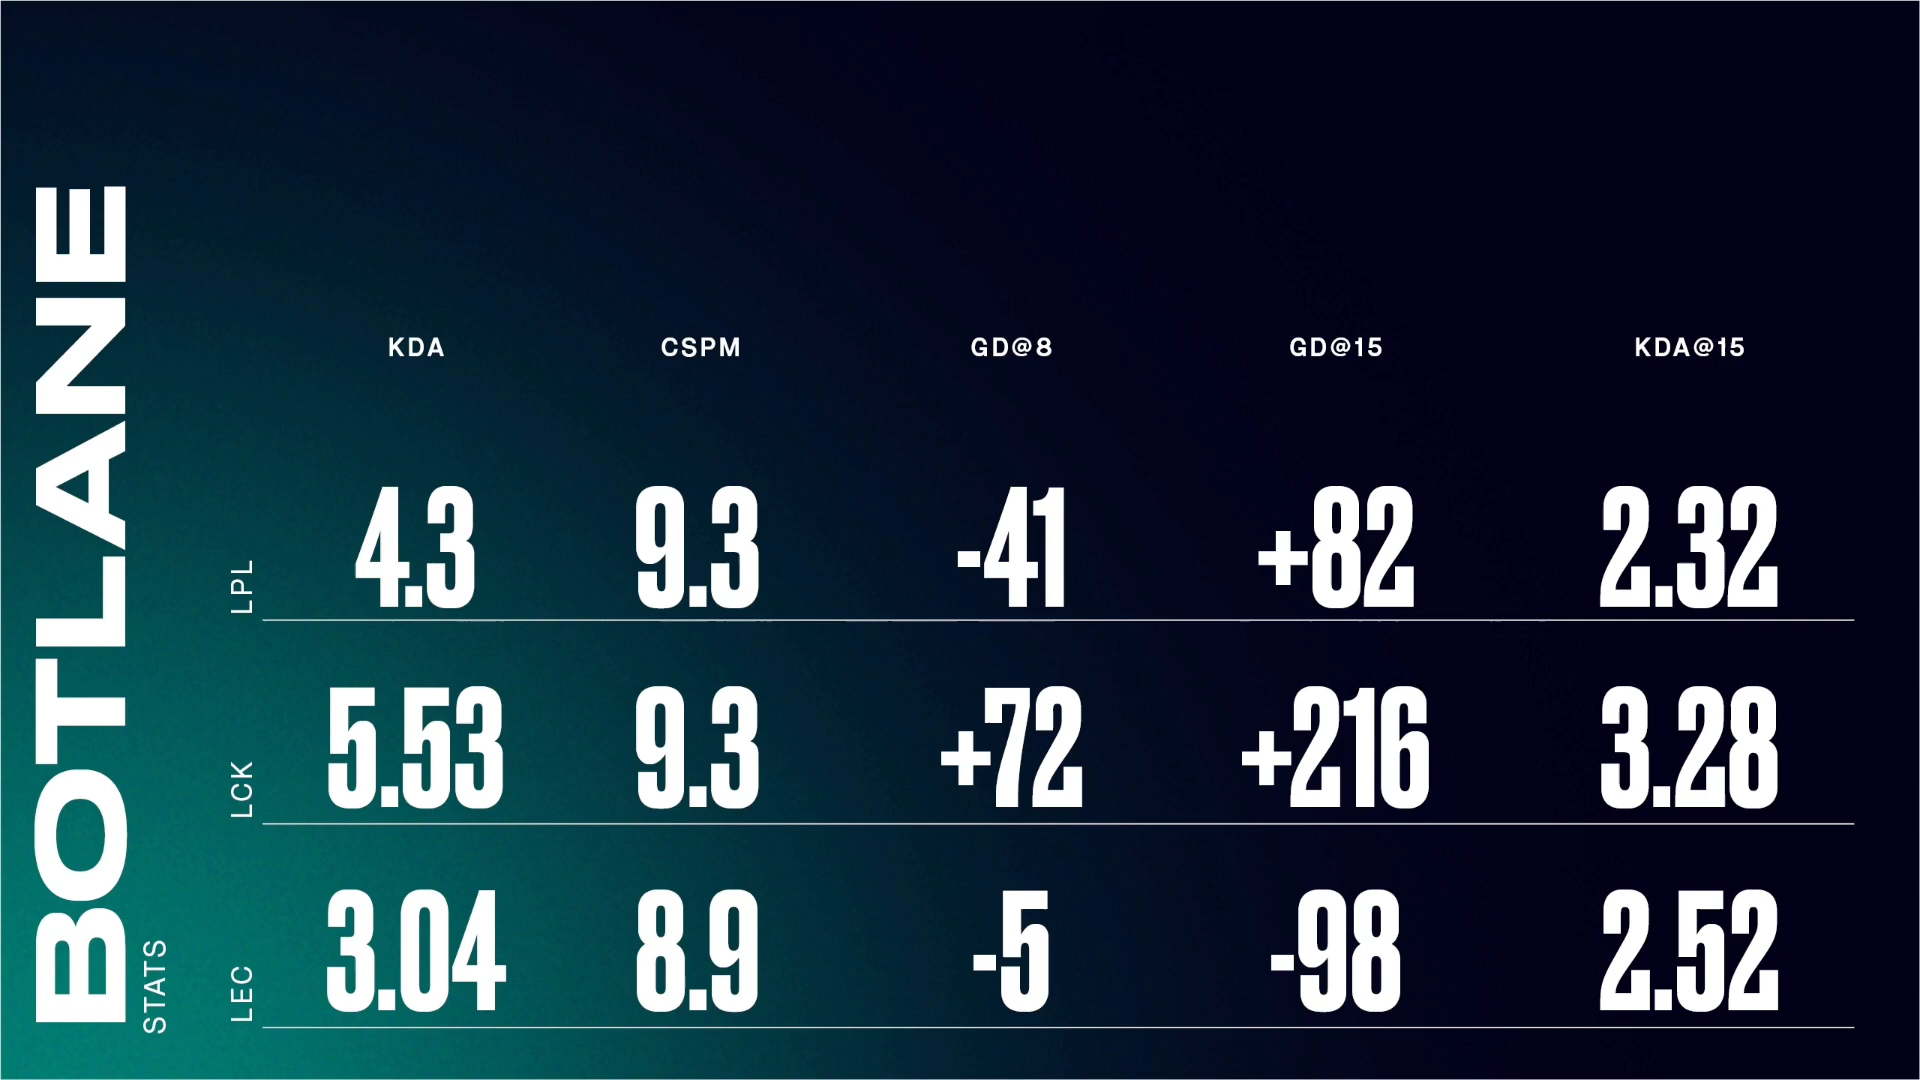 BOTLANE
STATS
KDA CSPM GD@8 GD@15 KDA@15
LPL 4.3 9.3 -41 +82 2.32
LCK 5.53 9.3 +72 +216 3.28
LEC 3.04 8.9 -5 -98 2.52